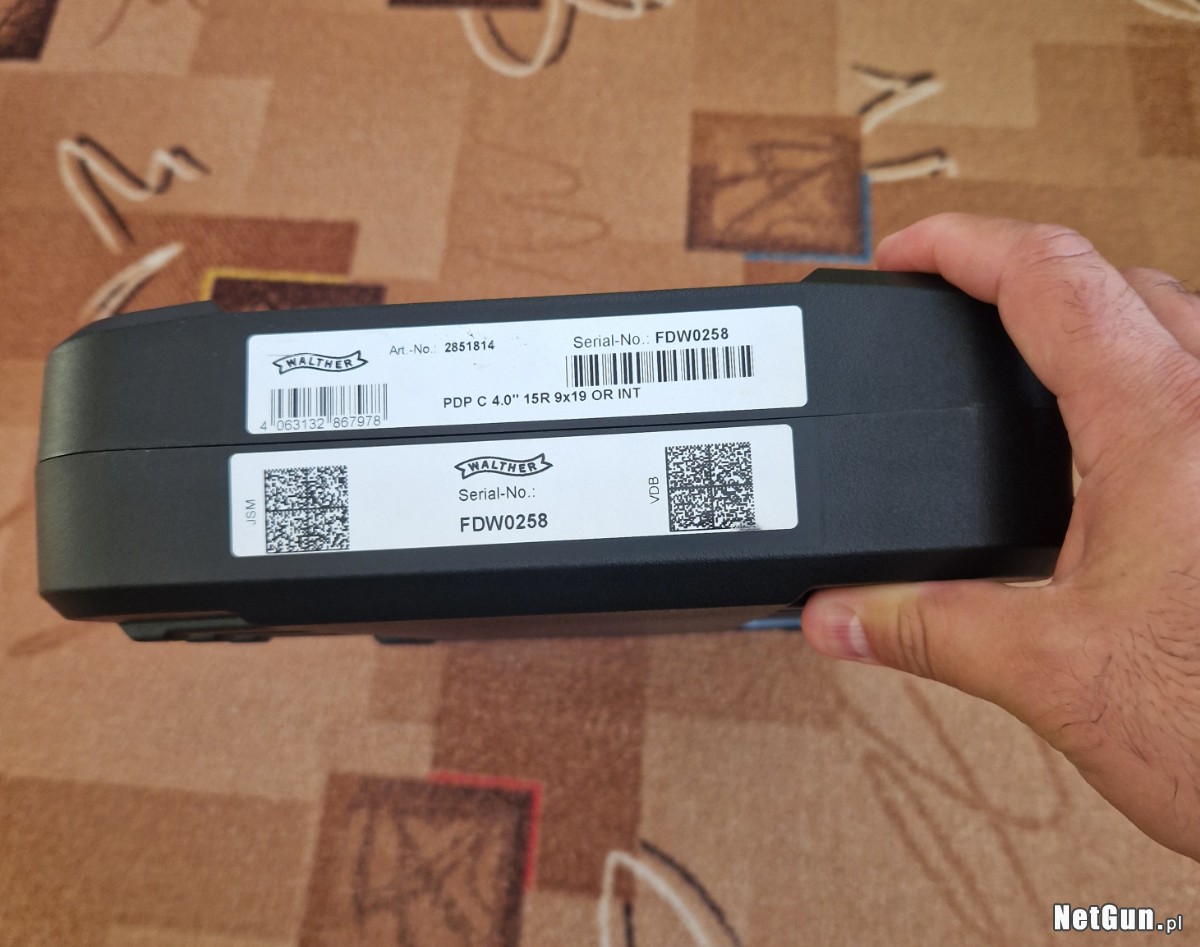 WALTHER
Art.-No.: 2851814
Serial-No.: FDW0258
4 063132 867978
PDP C 4.0" 15R 9x19 OR INT
JSM
WALTHER
Serial-No.:
FDW0258
VDB
NetGun.pl